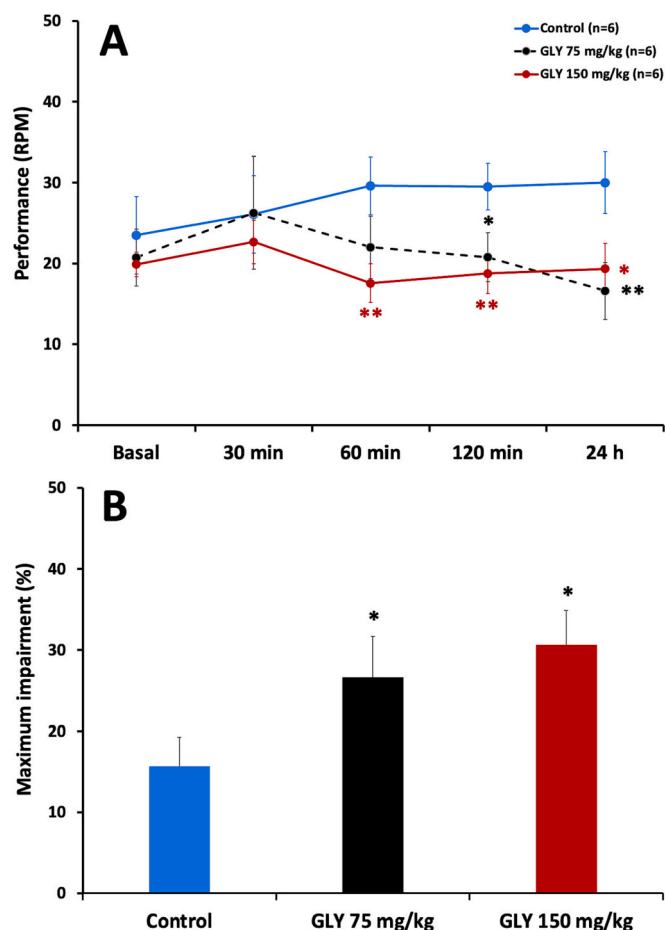 A
Control (n=6)
GLY 75 mg/kg (n=6)
GLY 150 mg/kg (n=6)
Performance (RPM)
50
40
30
20
10
0
*
*
**
**
**
Basal 30 min 60 min 120 min 24 h
B
Maximum impairment (%)
50
40
30
20
10
0
*
*
Control GLY 75 mg/kg GLY 150 mg/kg